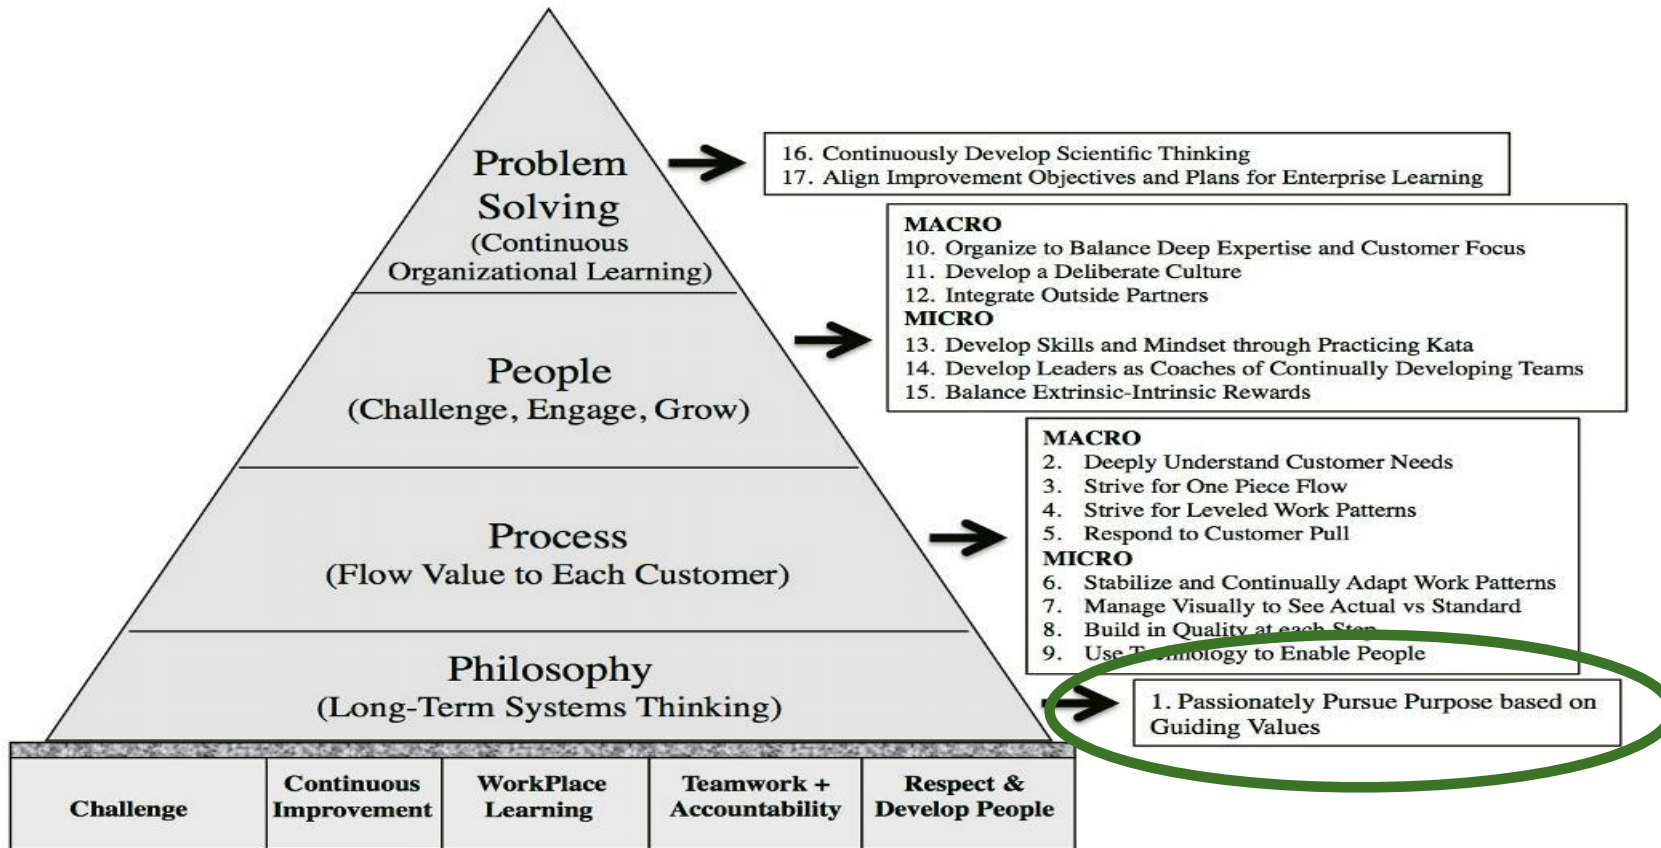 Problem
Solving
(Continuous
Organizational Learning)
16. Continuously Develop Scientific Thinking
17. Align Improvement Objectives and Plans for Enterprise Learning
People
(Challenge, Engage, Grow)
MACRO
10. Organize to Balance Deep Expertise and Customer Focus
11. Develop a Deliberate Culture
12. Integrate Outside Partners
MICRO
13. Develop Skills and Mindset through Practicing Kata
14. Develop Leaders as Coaches of Continually Developing Teams
15. Balance Extrinsic-Intrinsic Rewards
Process
(Flow Value to Each Customer)
MACRO
2. Deeply Understand Customer Needs
3. Strive for One Piece Flow
4. Strive for Leveled Work Patterns
5. Respond to Customer Pull
MICRO
6. Stabilize and Continually Adapt Work Patterns
7. Manage Visually to See Actual vs Standard
8. Build in Quality at each Step
9. Use Technology to Enable People
Philosophy
(Long-Term Systems Thinking)
1. Passionately Pursue Purpose based on
Guiding Values
Challenge
Continuous
Improvement
WorkPlace
Learning
Teamwork +
Accountability
Respect &
Develop People